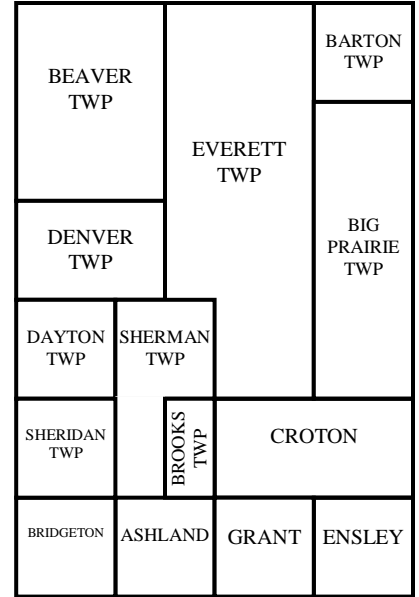 BARTON
TWP
BEAVER
TWP
EVERETT
TWP
BIG
PRAIRIE
TWP
DENVER
TWP
DAYTON
TWP
SHERMAN
TWP
SHERIDAN
TWP
BROOKS
TWP
CROTON
BRIDGETON
ASHLAND
GRANT
ENSLEY